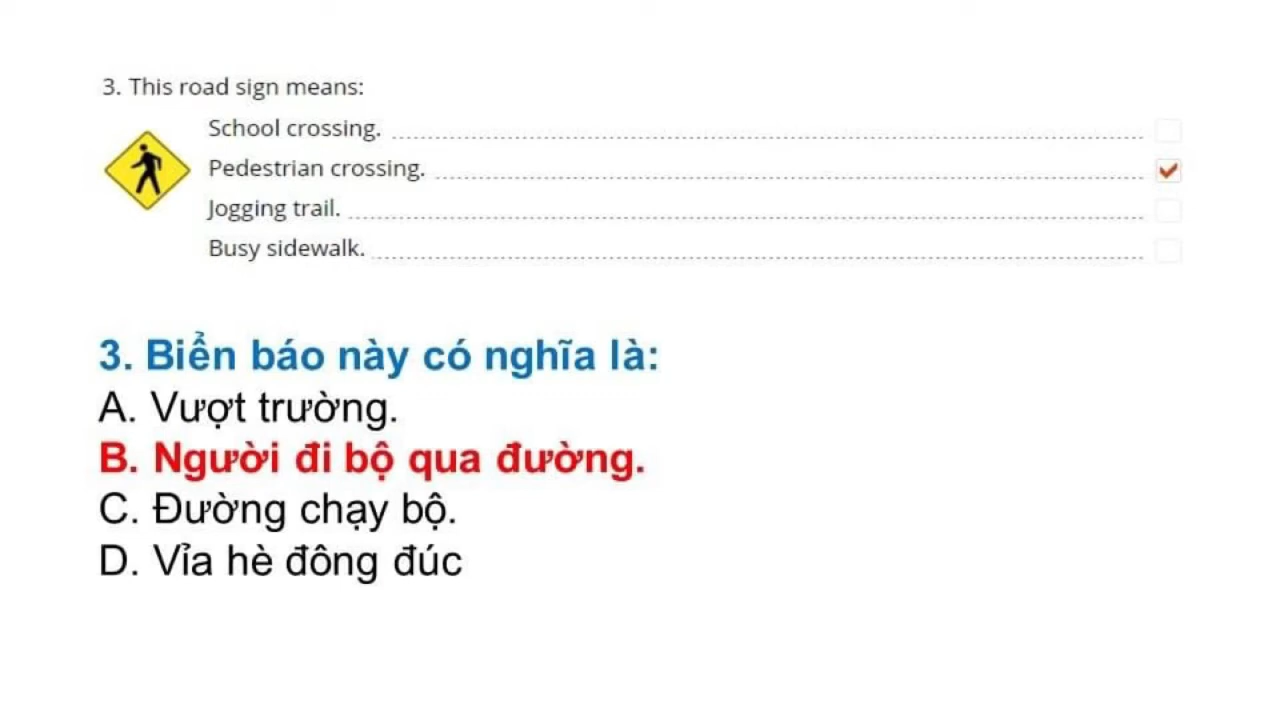 3. This road sign means:
School crossing.
Pedestrian crossing.
Jogging trail.
Busy sidewalk.
3. Biển báo này có nghĩa là:
A. Vượt trường.
B. Người đi bộ qua đường.
C. Đường chạy bộ.
D. Vỉa hè đông đúc